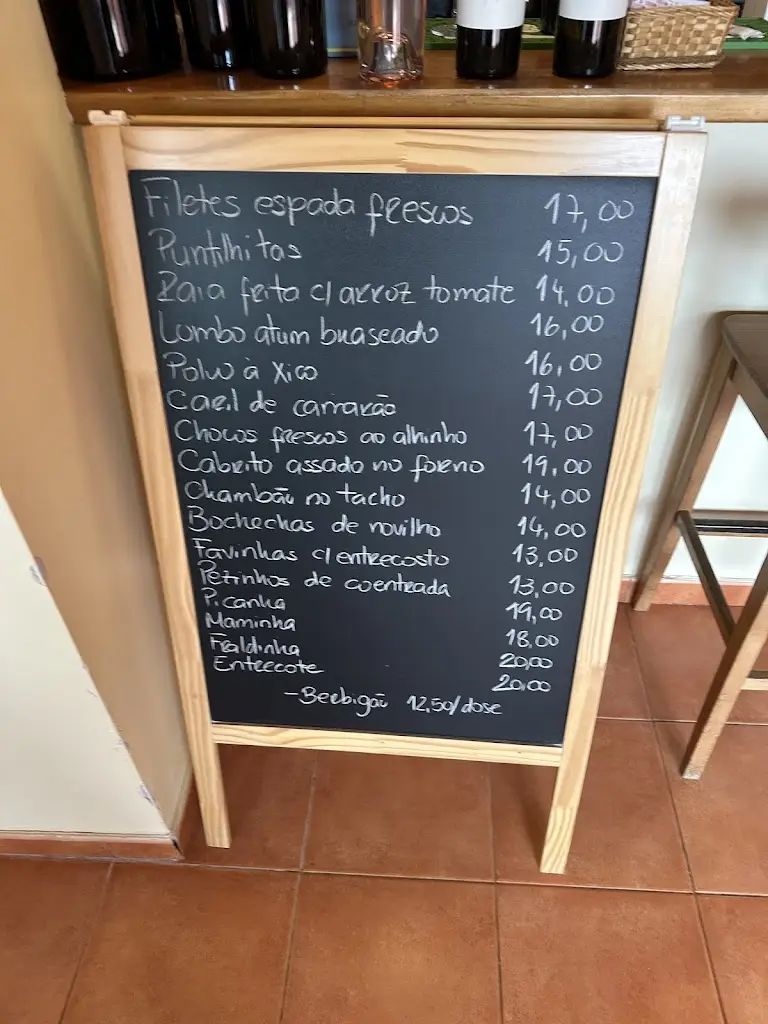 Filetes espada frescos 17,00
Puntilhitas 15,00
Raia frita c/ arroz tomate 14,00
Lombo atum braseado 16,00
Polvo à Xico 16,00
Caril de camarão 17,00
Chocos frescos ao alhinho 17,00
Cabrito assado no forno 19,00
Chambão no tacho 14,00
Bochechas de novilho 14,00
Favinhas c/ entrecosto 13,00
Pezinhos de coentrada 13,00
Picanha 19,00
Maminha 18,00
Fraldinha 20,00
Entrecote 20,00
-Berbigão 12,50/dose